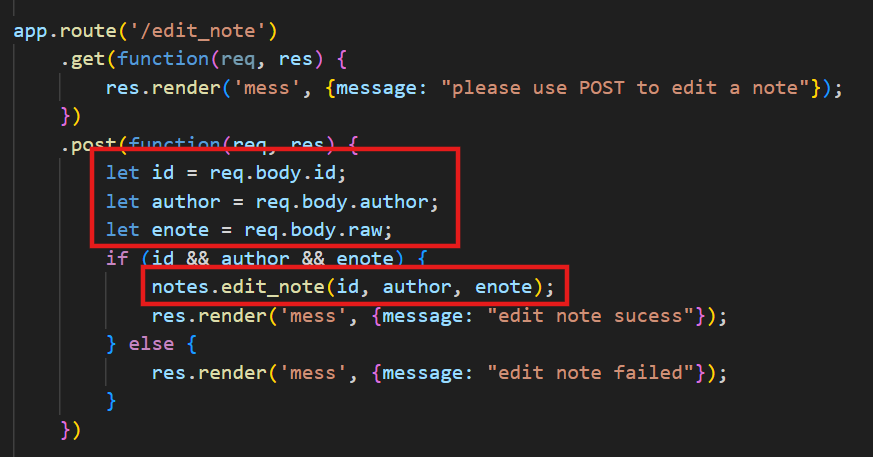 app.route('/edit_note')
.get(function(req, res) {
res.render('mess', {message: "please use POST to edit a note"});
})
.post(function(req, res) {
let id = req.body.id;
let author = req.body.author;
let enote = req.body.raw;
if (id && author && enote) {
notes.edit_note(id, author, enote);
res.render('mess', {message: "edit note sucess"});
} else {
res.render('mess', {message: "edit note failed"});
}
})